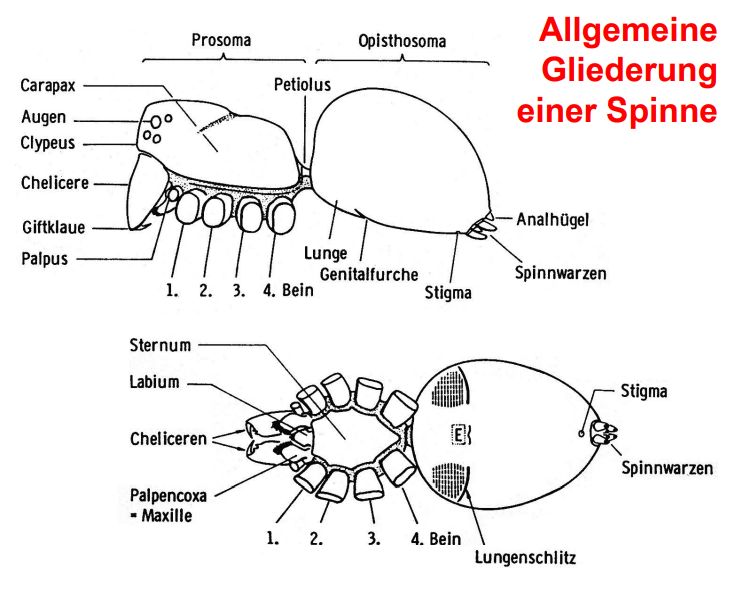 Allgemeine
Gliederung
einer Spinne
Prosoma
Opisthosoma
Carapax
Petiolus
Augen
Clypeus
Chelicere
Giftklaue
Palpus
1. 2. 3. 4. Bein
Lunge
Genitalfurche
Stigma
Analhügel
Spinnwarzen
Sternum
Labium
Cheliceren
Palpencoxa
= Maxille
1. 2. 3. 4. Bein
E
Stigma
Spinnwarzen
Lungenschlitz